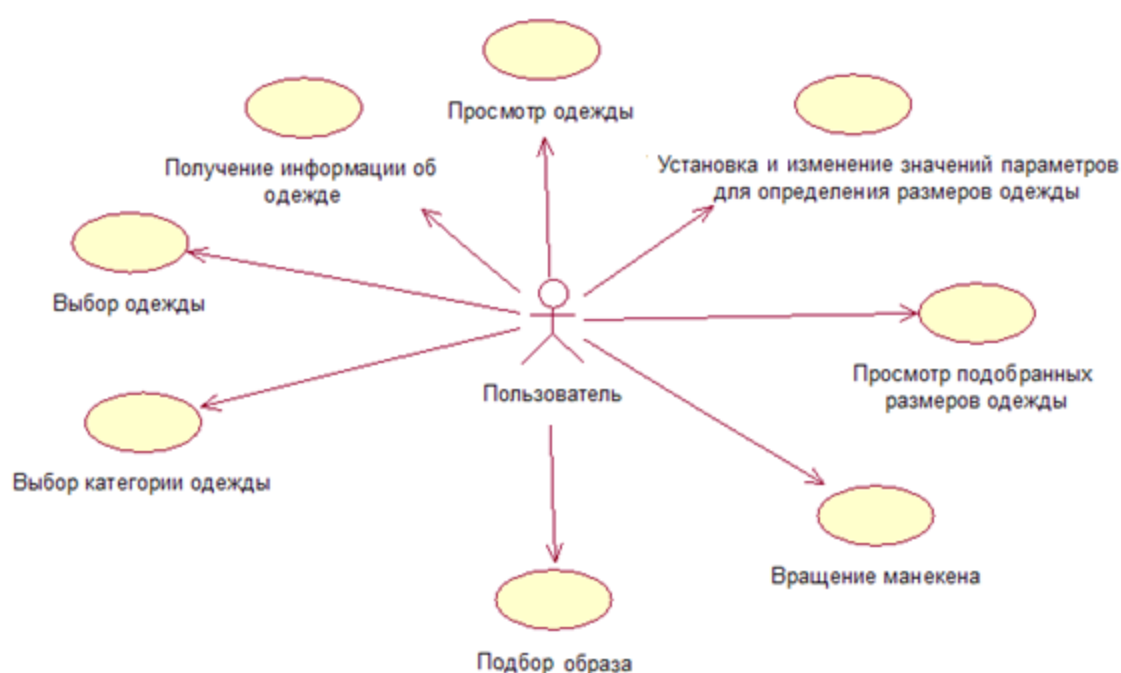 Просмотр одежды
Получение информации об
одежде
Установка и изменение значений параметров
для определения размеров одежды
Выбор одежды
Просмотр подобранных
размеров одежды
Пользователь
Выбор категории одежды
Вращение манекена
Подбор образа